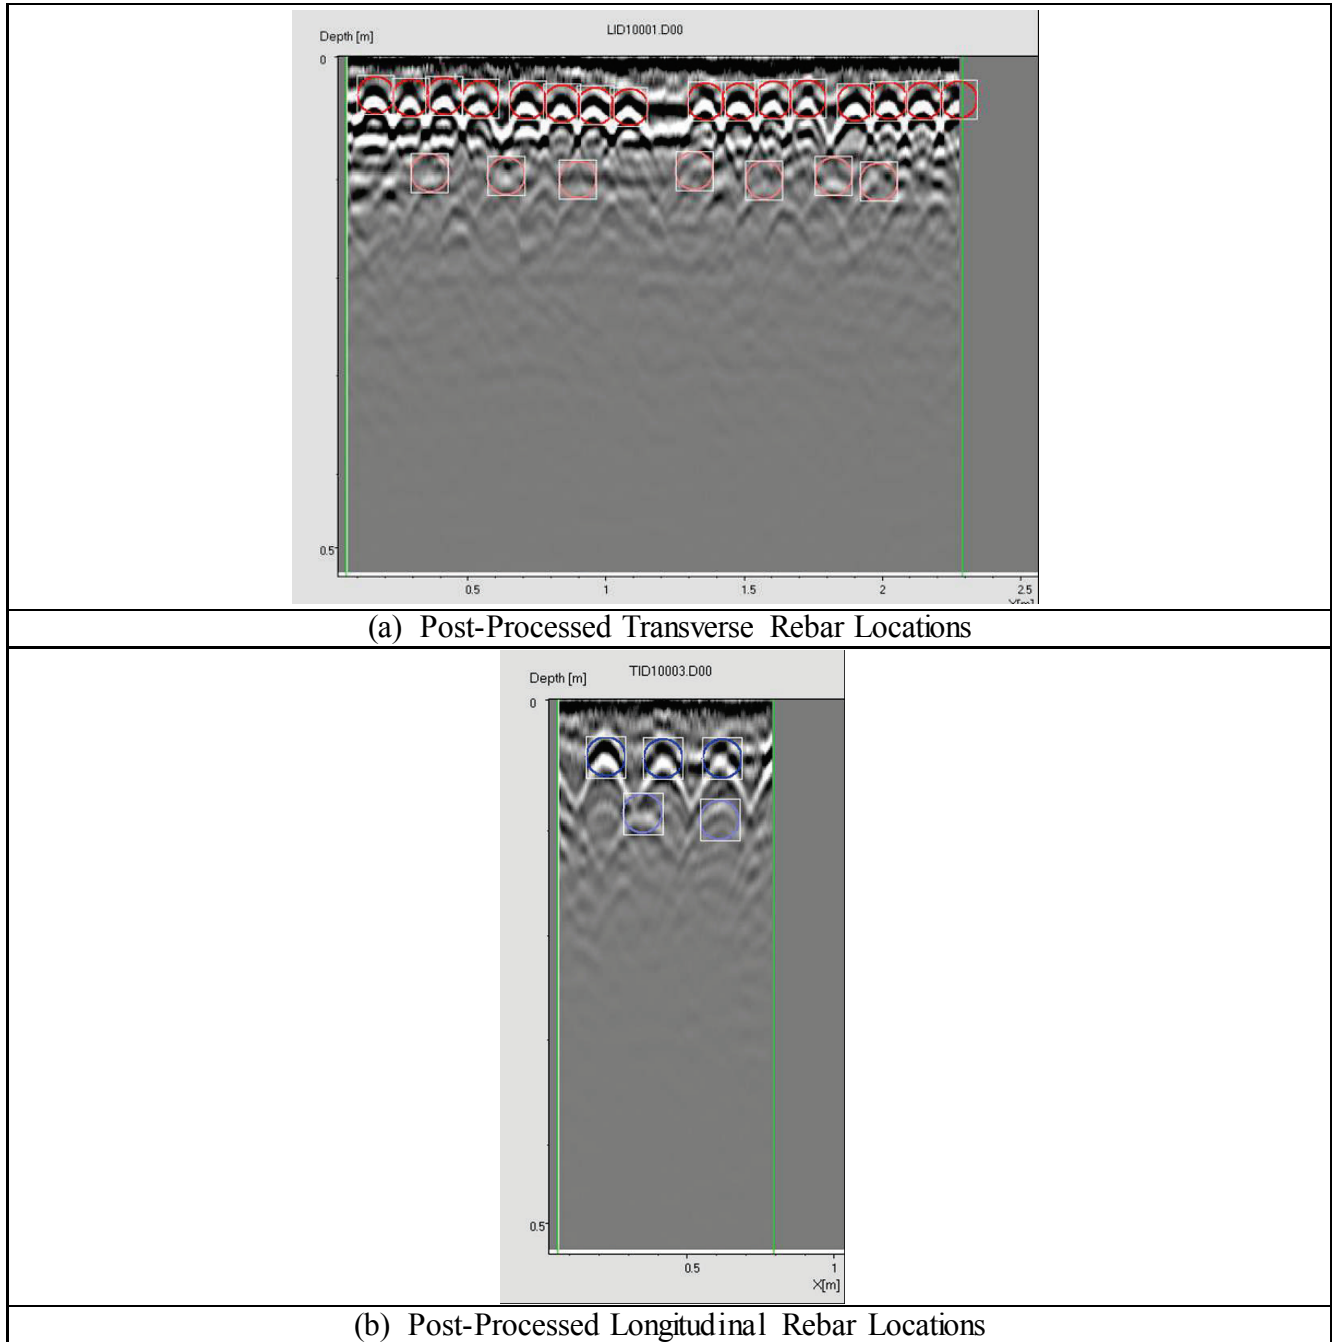 LID10001.D00
Depth [m]
0
0.5
0.5 1 1.5 2 2.5
(a) Post-Processed Transverse Rebar Locations
TID10003.D00
Depth [m]
0
0.5
0.5 1
X[m]
(b) Post-Processed Longitudinal Rebar Locations